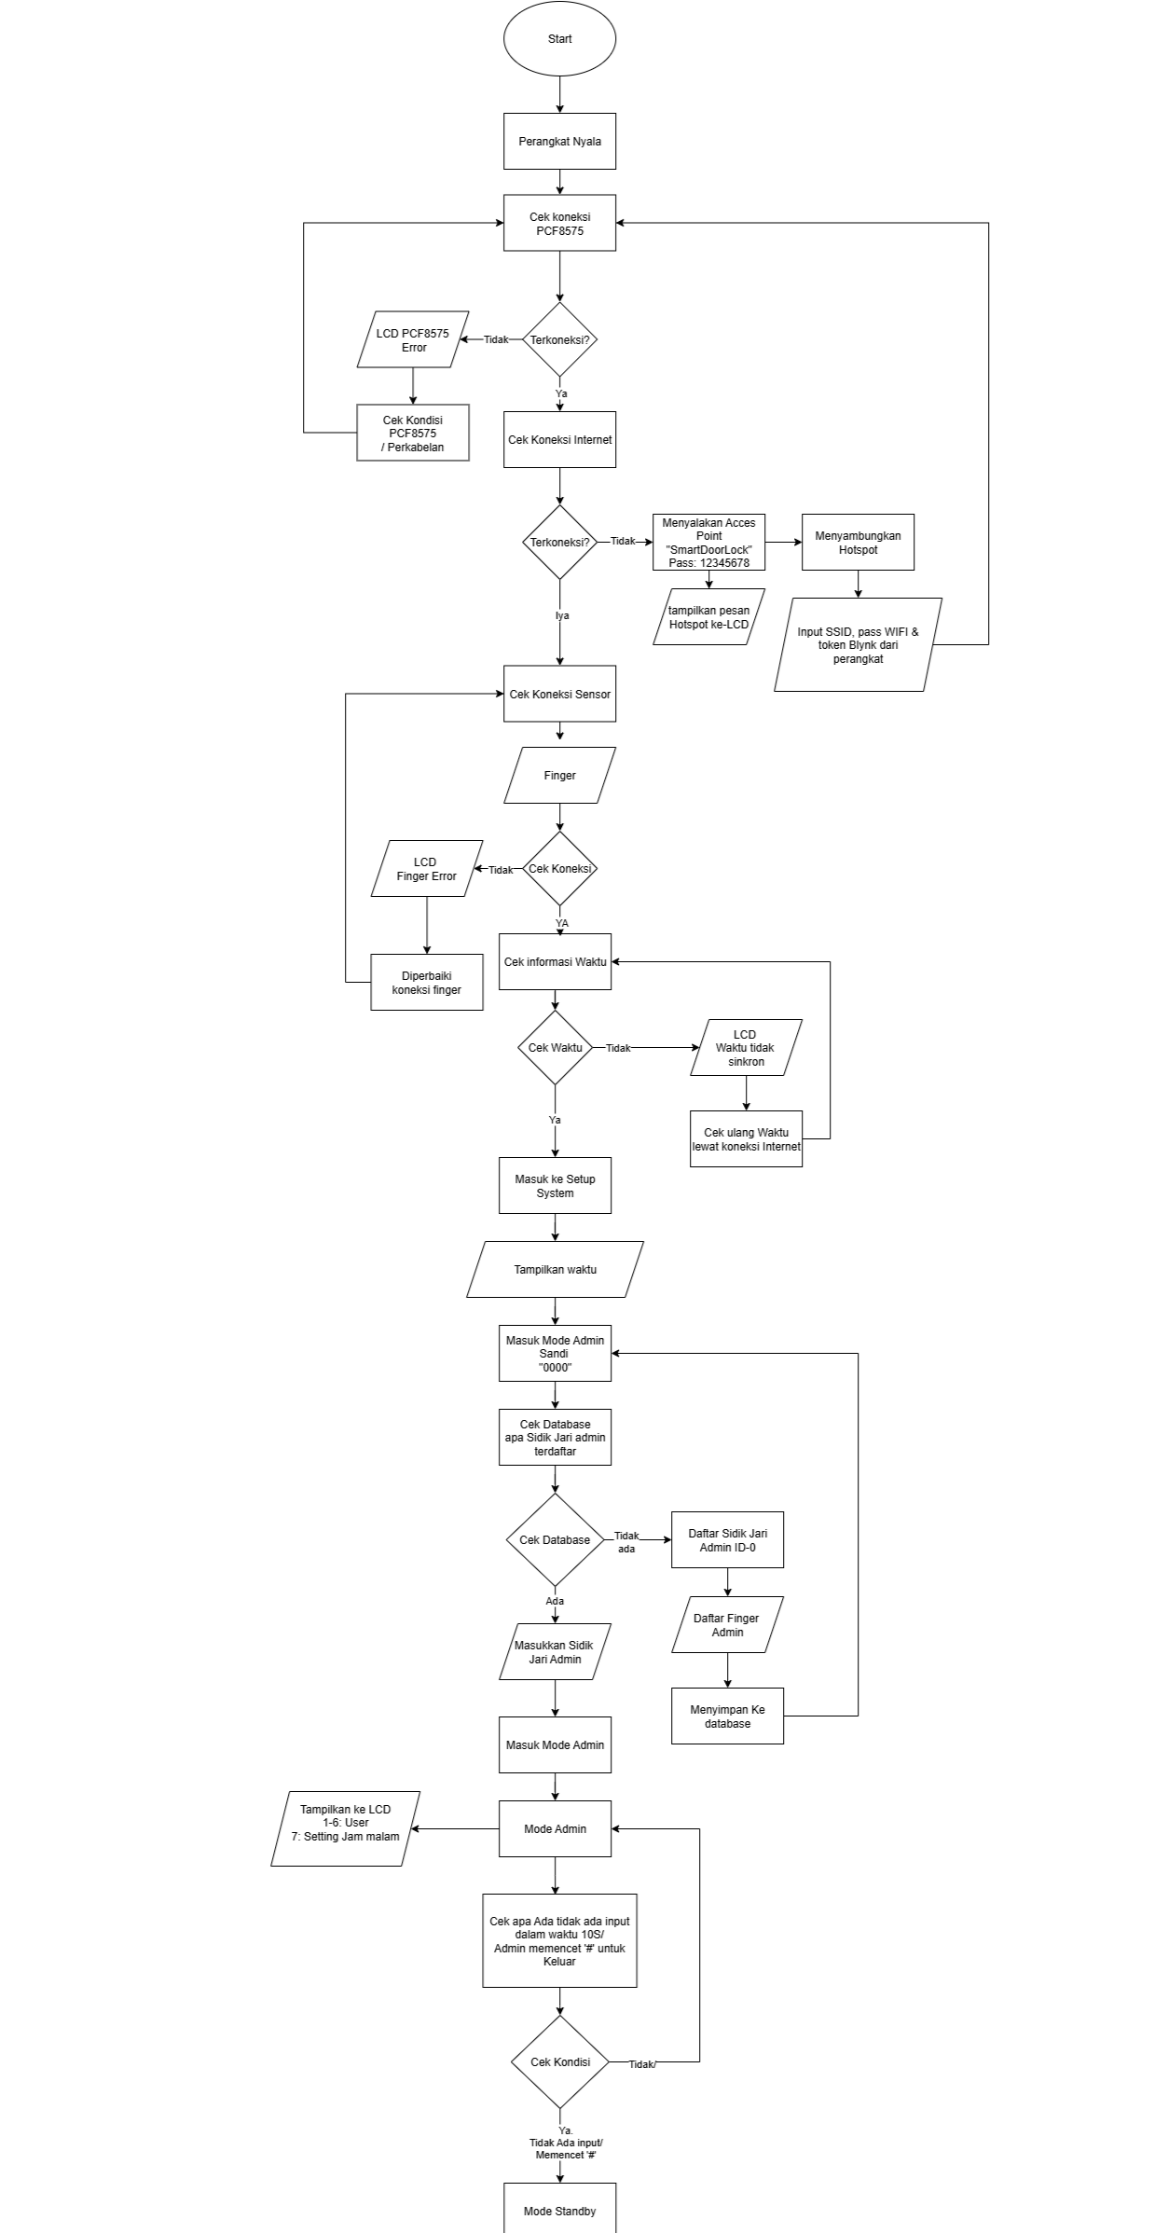 Start
Perangkat Nyala
Cek koneksi
PCF8575
LCD PCF8575
Error
Tidak
Terkoneksi?
Ya
Cek Kondisi
PCF8575
/ Perkabelan
Cek Koneksi Internet
Terkoneksi?
Tidak
Menyalakan Acces
Point
"SmartDoorLock"
Pass: 12345678
Menyambungkan
Hotspot
tampilkan pesan
Hotspot ke-LCD
Input SSID, pass WIFI &
token Blynk dari
perangkat
Iya
Cek Koneksi Sensor
Finger
LCD
Finger Error
Tidak
Cek Koneksi
YA
Diperbaiki
koneksi finger
Cek informasi Waktu
Cek Waktu
Tidak
LCD
Waktu tidak
sinkron
Ya
Cek ulang Waktu
lewat koneksi Internet
Masuk ke Setup
System
Tampilkan waktu
Masuk Mode Admin
Sandi
"0000"
Cek Database
apa Sidik Jari admin
terdaftar
Cek Database
Tidak
ada
Daftar Sidik Jari
Admin ID-0
Ada
Daftar Finger
Admin
Masukkan Sidik
Jari Admin
Menyimpan Ke
database
Masuk Mode Admin
Tampilkan ke LCD
1-6: User
7: Setting Jam malam
Mode Admin
Cek apa Ada tidak ada input
dalam waktu 10S/
Admin memencet '#' untuk
Keluar
Cek Kondisi
Tidak/
Ya.
Tidak Ada input/
Memencet '#'
Mode Standby